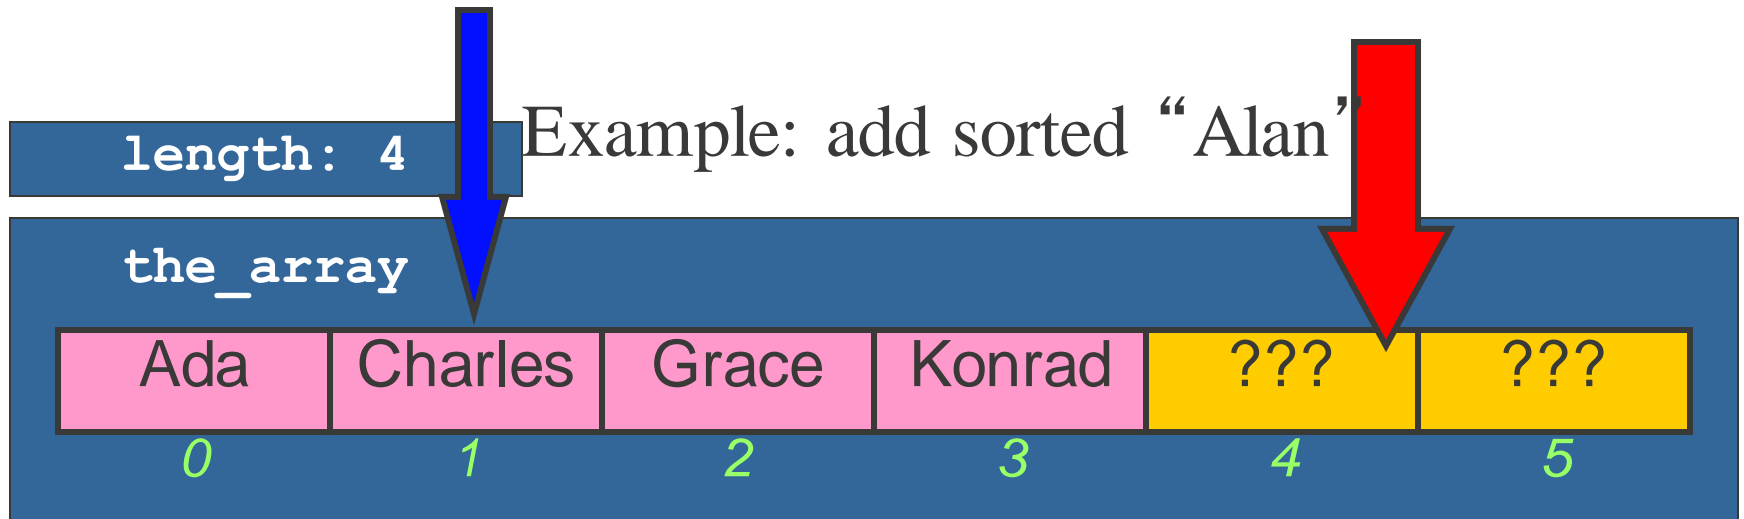 Example: add sorted “Alan”
length: 4
the_array
Ada Charles Grace Konrad ??? ???
0 1 2 3 4 5